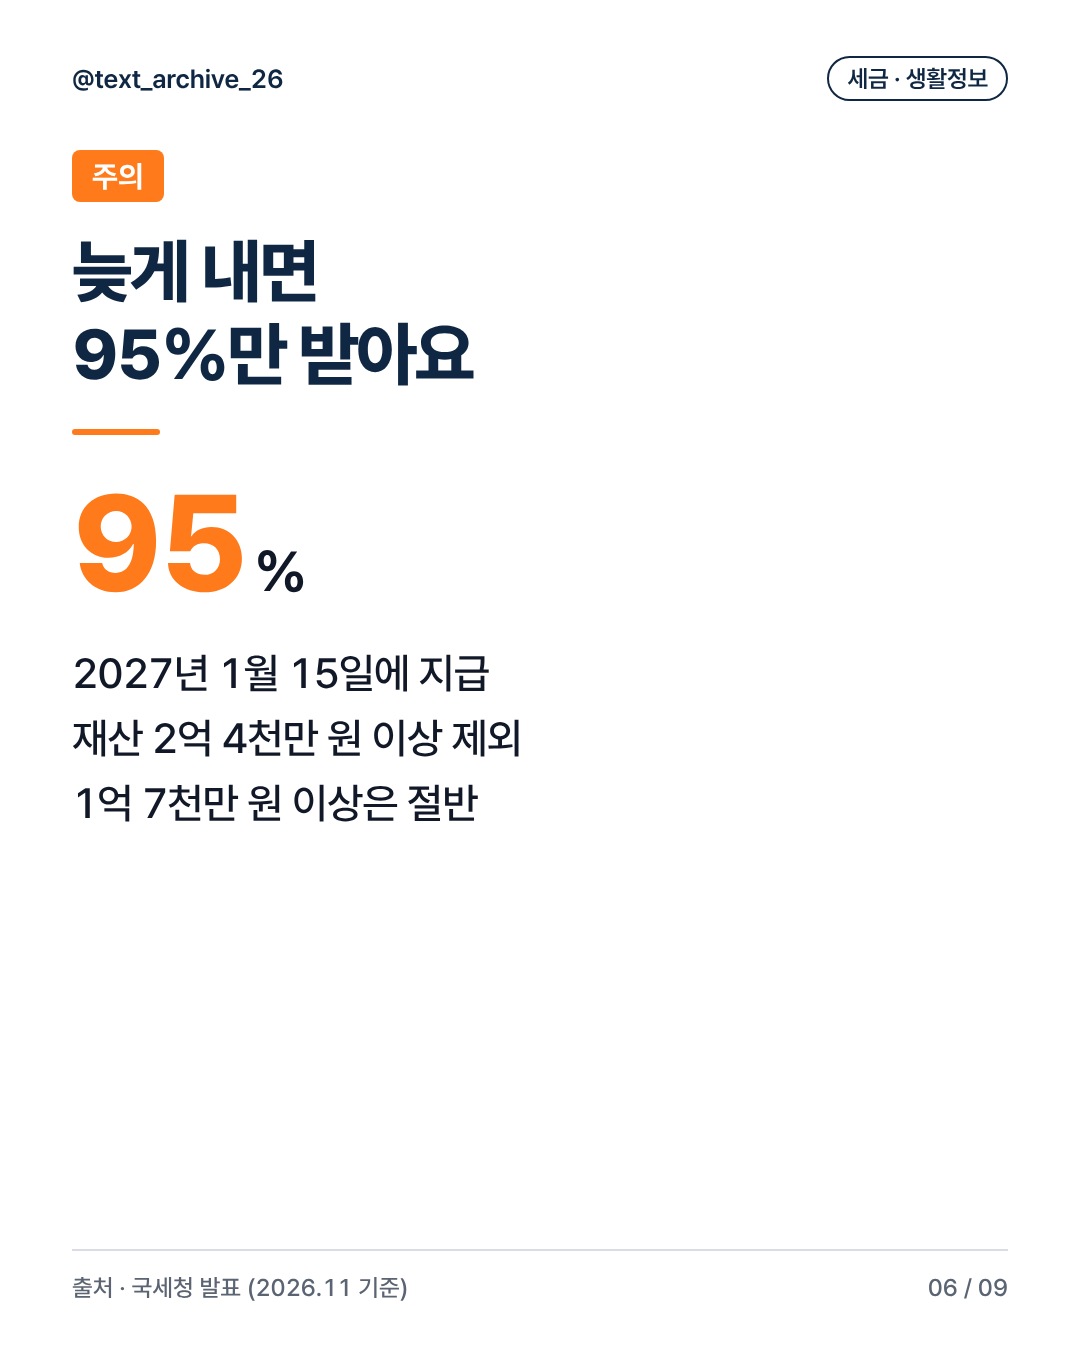 @text_archive_26
세금 · 생활정보
주의
늦게 내면
95%만 받아요
95 %
2027년 1월 15일에 지급
재산 2억 4천만 원 이상 제외
1억 7천만 원 이상은 절반
출처 · 국세청 발표 (2026.11 기준)
06 / 09